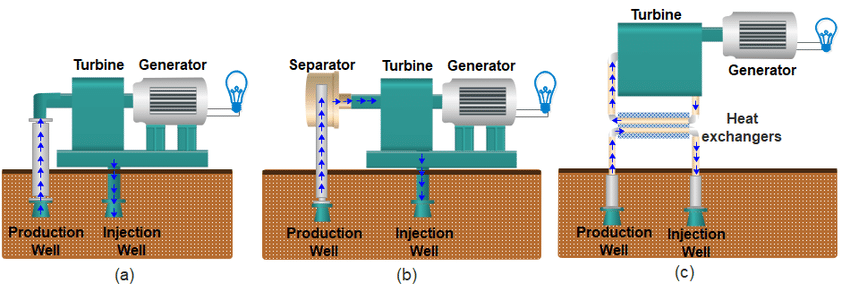 Turbine Generator
Production
Well
Injection
Well
(a)
Separator Turbine Generator
Production
Well
Injection
Well
(b)
Turbine
Generator
Heat
exchangers
Production
Well
Injection
Well
(c)